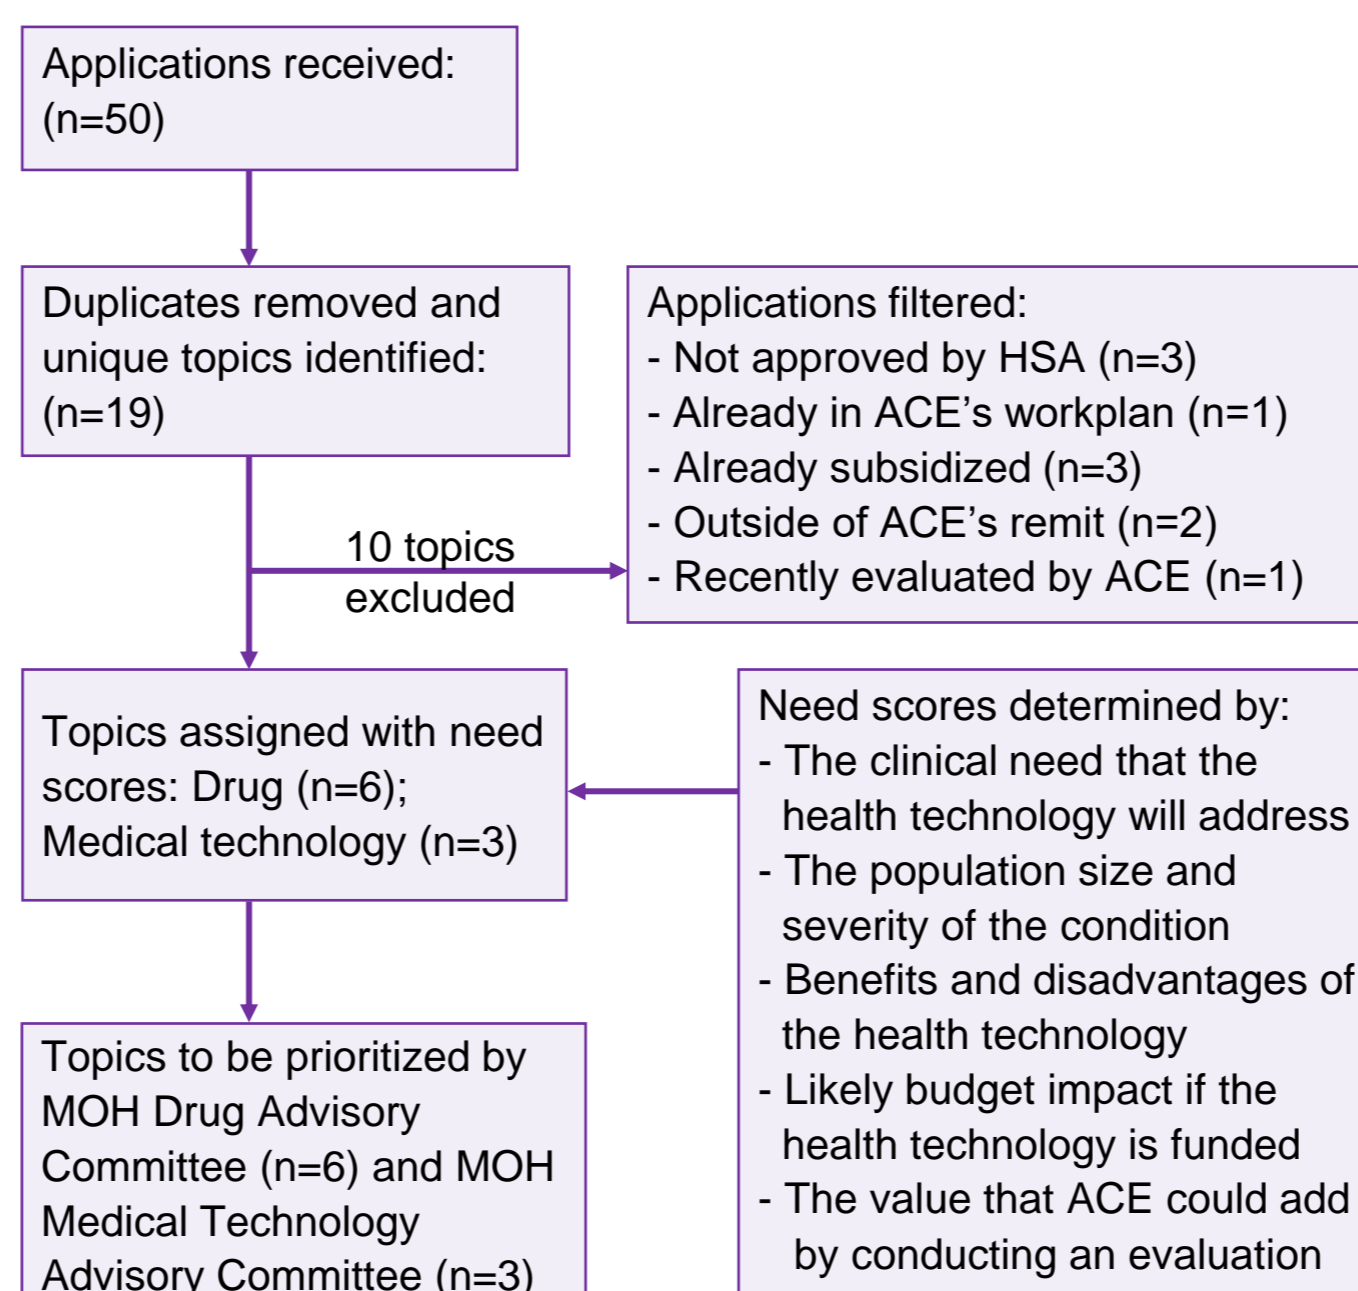 Applications received:
(n=50)
Duplicates removed and
unique topics identified:
(n=19)
Applications filtered:
- Not approved by HSA (n=3)
- Already in ACE’s workplan (n=1)
- Already subsidized (n=3)
- Outside of ACE’s remit (n=2)
- Recently evaluated by ACE (n=1)
10 topics
excluded
Topics assigned with need
scores: Drug (n=6);
Medical technology (n=3)
Need scores determined by:
- The clinical need that the
health technology will address
- The population size and
severity of the condition
- Benefits and disadvantages of
the health technology
- Likely budget impact if the
health technology is funded
- The value that ACE could add
by conducting an evaluation
Topics to be prioritized by
MOH Drug Advisory
Committee (n=6) and MOH
Medical Technology
Advisory Committee (n=3)